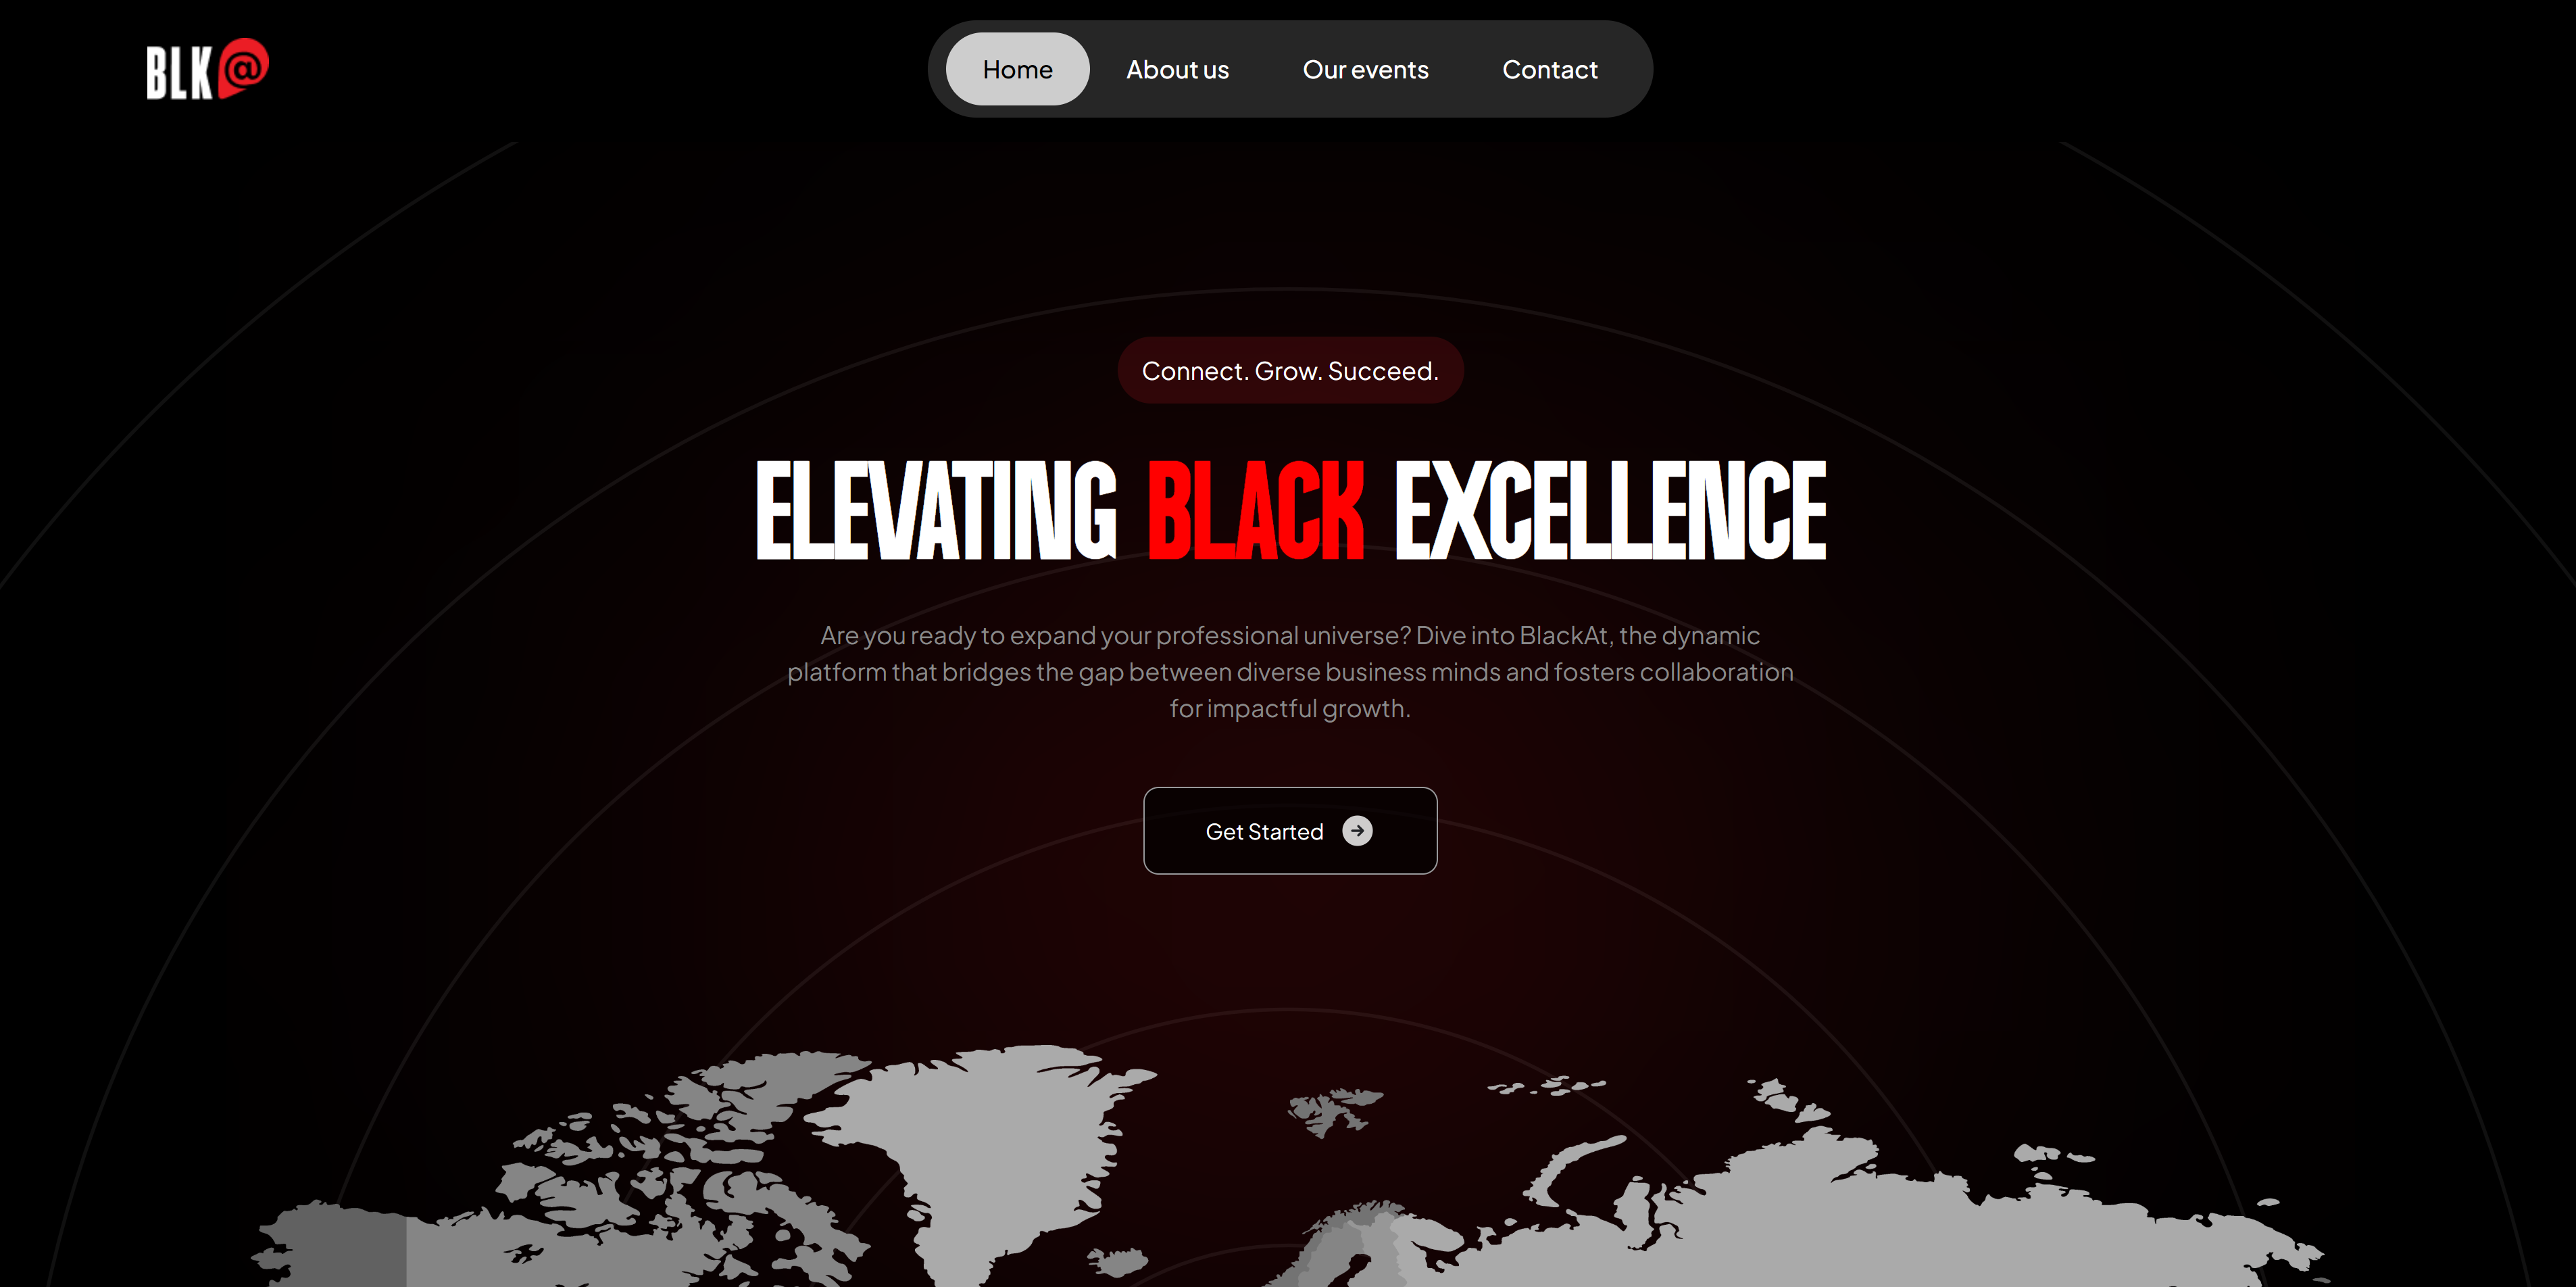 BLK@
Home
About us
Our events
Contact
Connect. Grow. Succeed.
ELEVATING BLACK EXCELLENCE
Are you ready to expand your professional universe? Dive into BlackAt, the dynamic
platform that bridges the gap between diverse business minds and fosters collaboration
for impactful growth.
Get Started